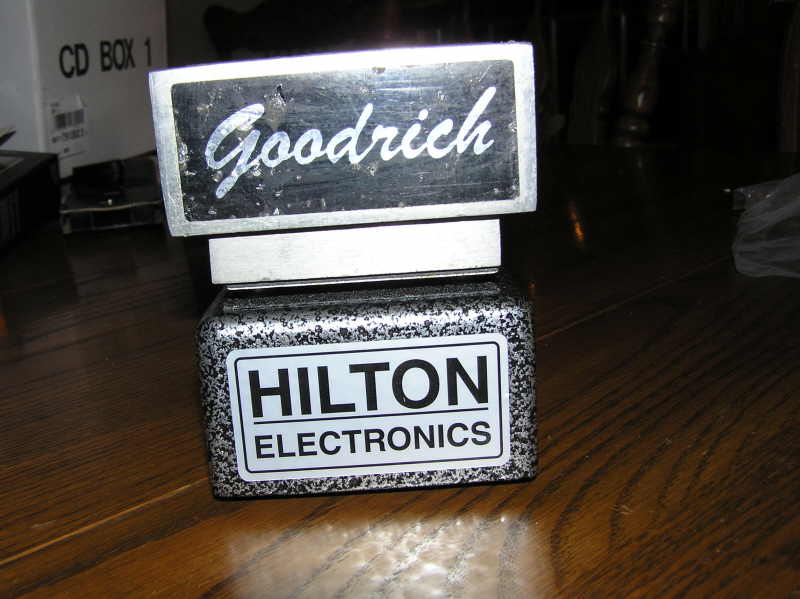 CD BOX 1
Goodrich
HILTON
ELECTRONICS